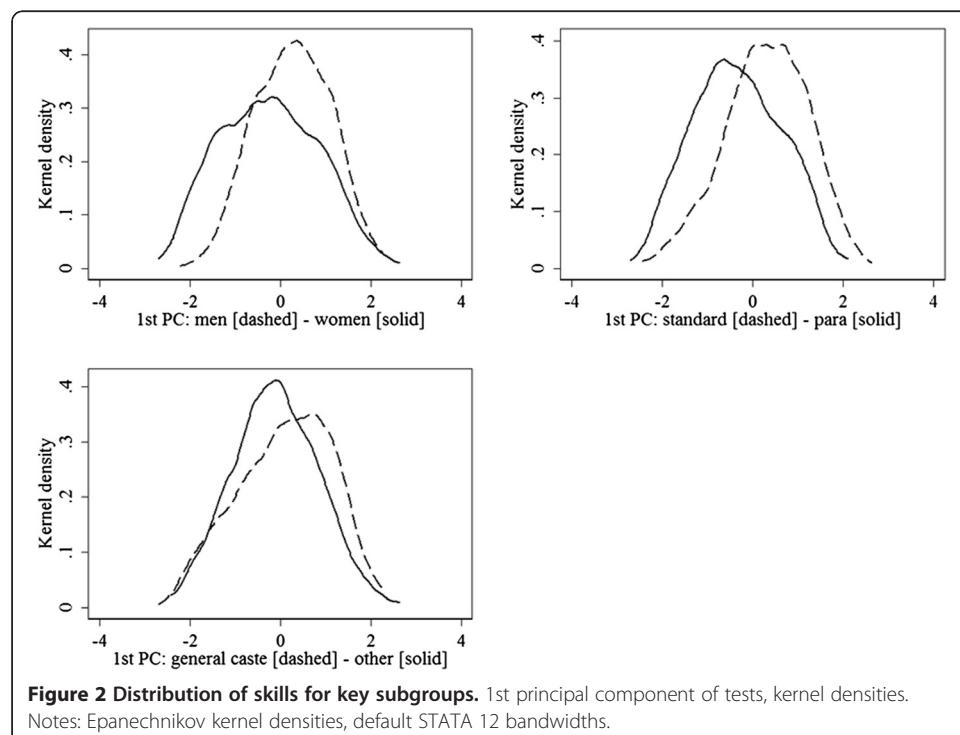 .4
.3
.2
.1
0
Kernel density
-4 -2 0 2 4
1st PC: men [dashed] - women [solid]
.4
.3
.2
.1
0
Kernel density
-4 -2 0 2 4
1st PC: standard [dashed] - para [solid]
.4
.3
.2
.1
0
Kernel density
-4 -2 0 2 4
1st PC: general caste [dashed] - other [solid]
Figure 2 Distribution of skills for key subgroups. 1st principal component of tests, kernel densities.
Notes: Epanechnikov kernel densities, default STATA 12 bandwidths.